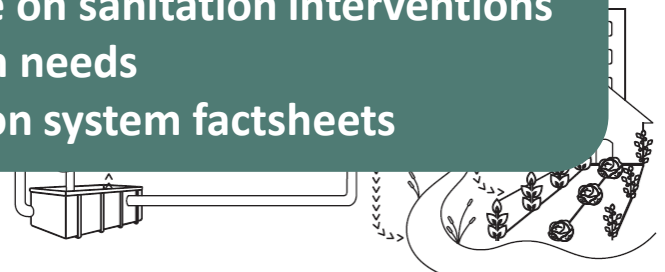 e on sanitation interventions
n needs
on system factsheets